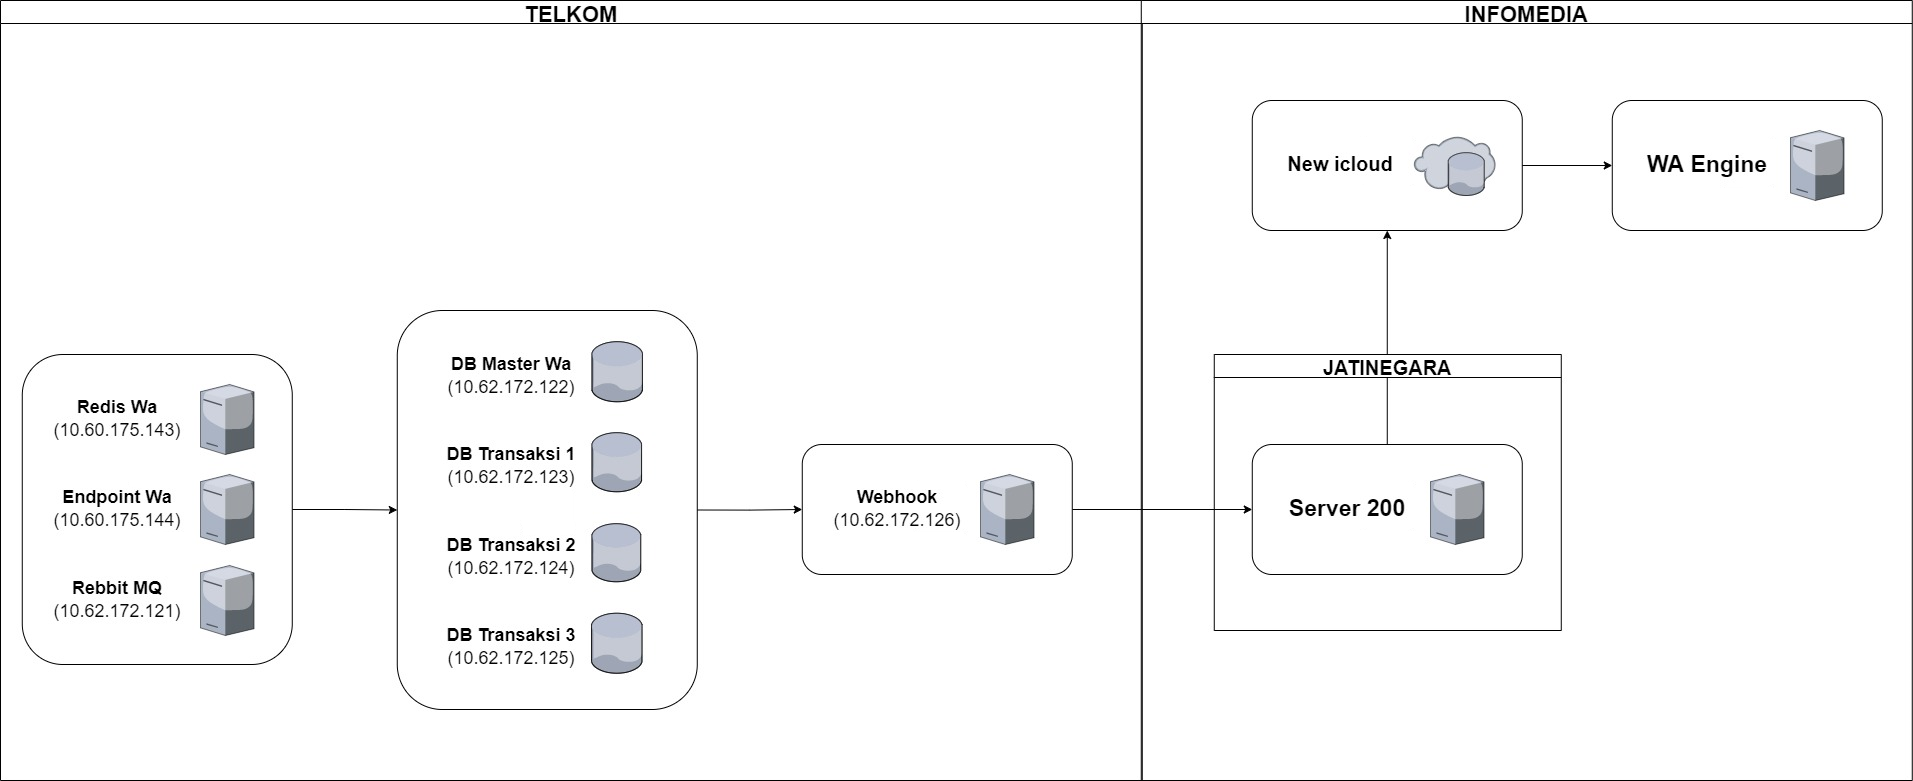 TELKOM
INFOMEDIA
New icloud
WA Engine
JATINEGARA
Redis Wa
(10.60.175.143)
Endpoint Wa
(10.60.175.144)
Rebbit MQ
(10.62.172.121)
DB Master Wa
(10.62.172.122)
DB Transaksi 1
(10.62.172.123)
DB Transaksi 2
(10.62.172.124)
DB Transaksi 3
(10.62.172.125)
Webhook
(10.62.172.126)
Server 200